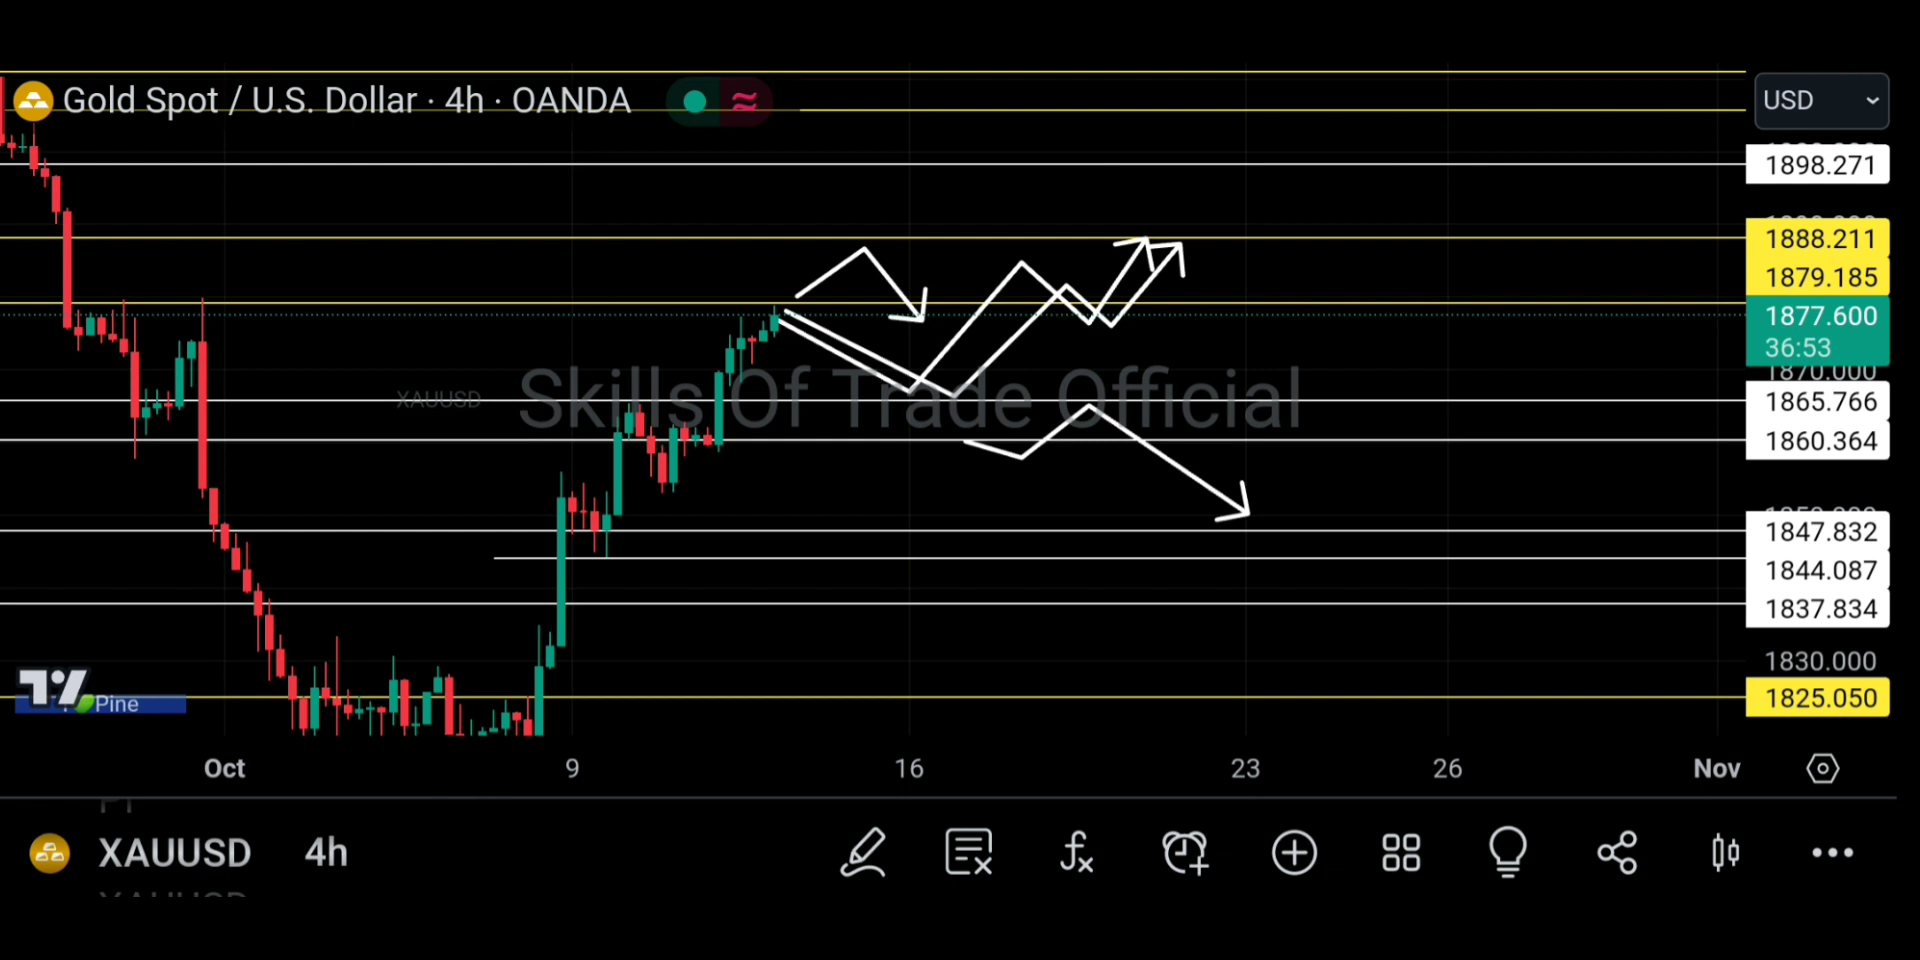 Gold Spot / U.S. Dollar · 4h · OANDA
USD
1898.271
1888.211
1879.185
1877.600
36:53
1870.000
XAUUSD
Skills Of Trade Official
1865.766
1860.364
1847.832
1844.087
1837.834
1830.000
1825.050
Pine
Oct
9
16
23
26
Nov
XAUUSD
4h